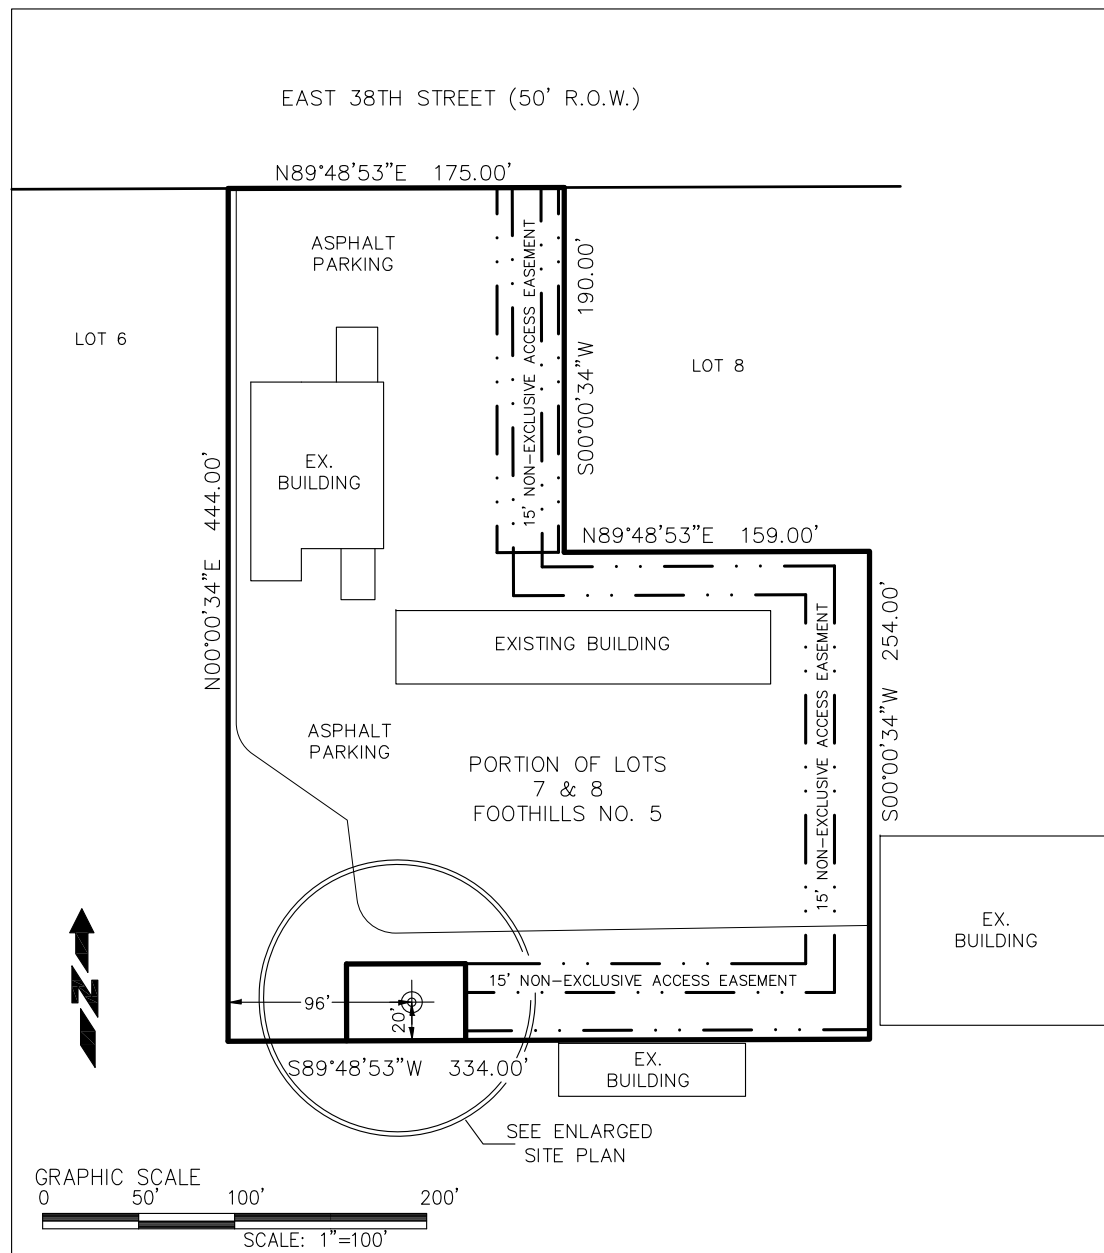 EAST 38TH STREET (50' R.O.W.)
N89°48'53"E 175.00'
ASPHALT
PARKING
15' NON-EXCLUSIVE ACCESS EASEMENT
S00°00'34"W 190.00'
LOT 6
LOT 8
EX.
BUILDING
N00°00'34"E 444.00'
N89°48'53"E 159.00'
EXISTING BUILDING
15' NON-EXCLUSIVE ACCESS EASEMENT
S00°00'34"W 254.00'
ASPHALT
PARKING
PORTION OF LOTS
7 & 8
FOOTHILLS NO. 5
EX.
BUILDING
N
15' NON-EXCLUSIVE ACCESS EASEMENT
96'
20'
S89°48'53"W 334.00'
EX.
BUILDING
SEE ENLARGED
SITE PLAN
GRAPHIC SCALE
0 50' 100' 200'
SCALE: 1"=100'